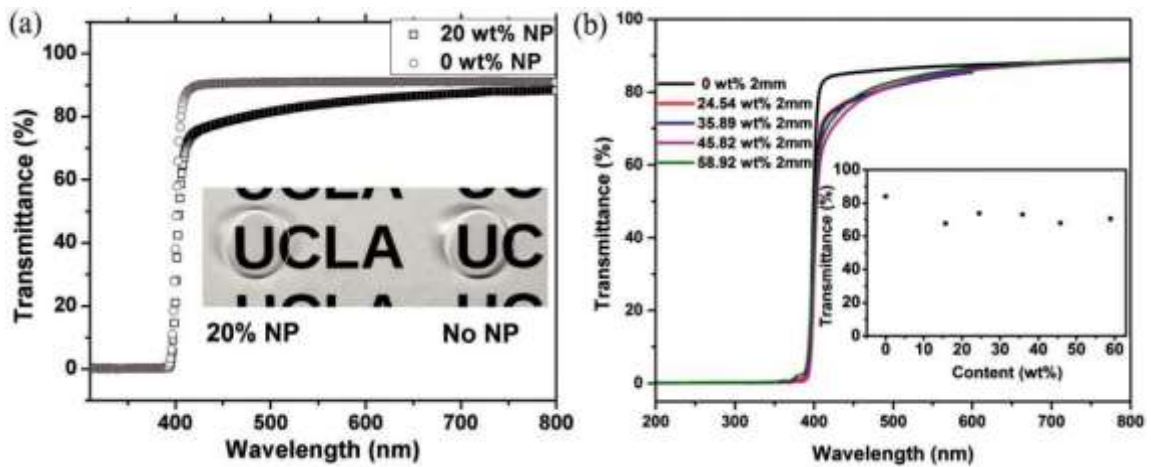 (a)
20 wt% NP
0 wt% NP
Transmittance (%)
100
80
60
40
20
0
UCLA UC
UCLA UC
UCLA UC
20% NP No NP
400 500 600 700 800
Wavelength (nm)
(b)
Transmittance (%)
100
80
60
40
20
0
0 wt% 2mm
24.54 wt% 2mm
35.89 wt% 2mm
45.82 wt% 2mm
58.92 wt% 2mm
Transmittance (%)
100
80
60
40
20
0
0 10 20 30 40 50 60
Content (wt%)
200 300 400 500 600 700 800
Wavelength (nm)